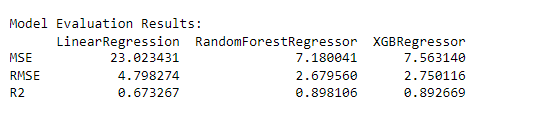 Model Evaluation Results:
LinearRegression RandomForestRegressor XGBRegressor
MSE 23.023431 7.180041 7.563140
RMSE 4.798274 2.679560 2.750116
R2 0.673267 0.898106 0.892669